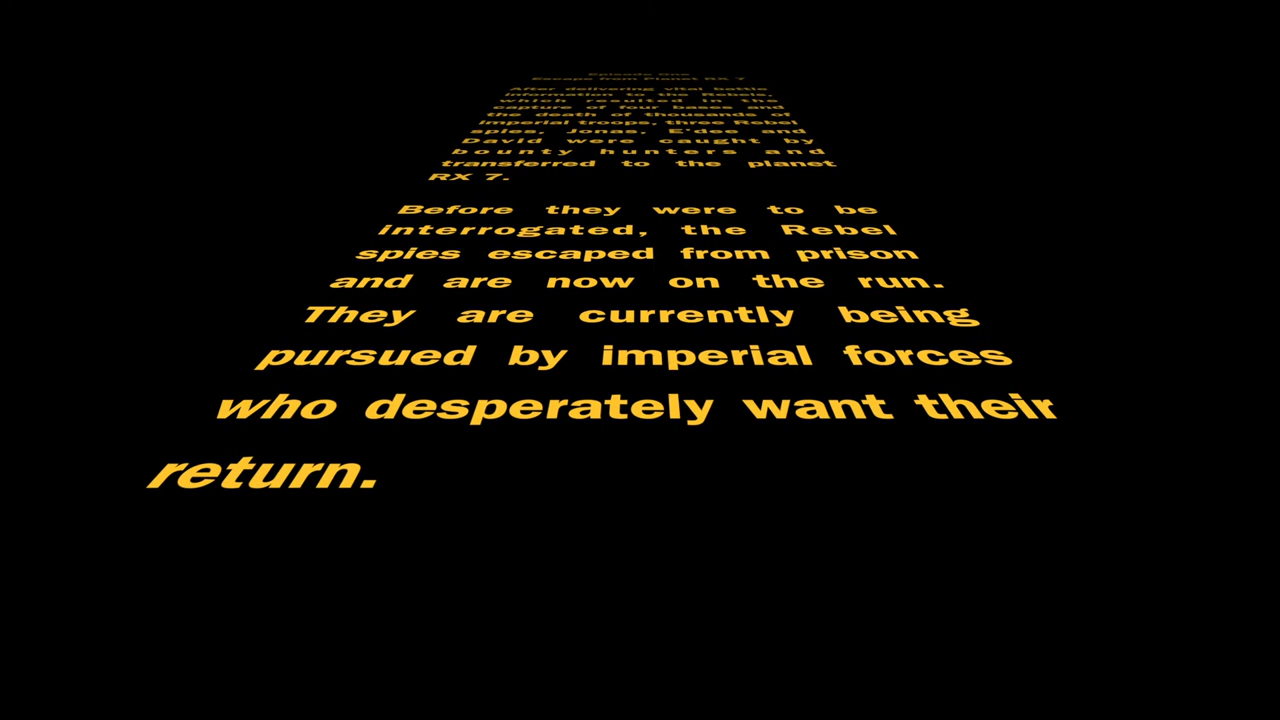 Episode One
Escape from Planet RX 7
After delivering vital battle
information to the Rebels,
which resulted in the
capture of four bases and
the death of thousands of
imperial troops, three Rebel
spies, Jonas, E'dee and
David were caught by
bounty hunters and
transferred to the planet
RX 7.
Before they were to be
interrogated, the Rebel
spies escaped from prison
and are now on the run.
They are currently being
pursued by imperial forces
who desperately want their
return.